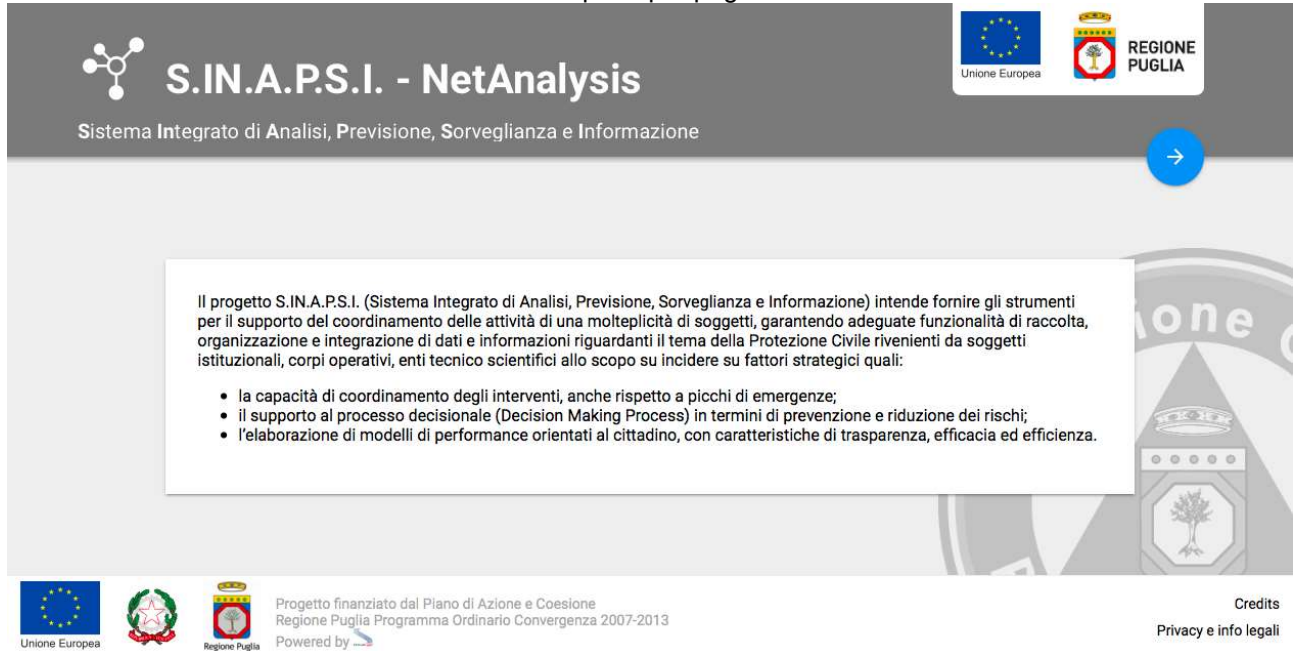 S.IN.A.P.S.I. - NetAnalysis
Sistema Integrato di Analisi, Previsione, Sorveglianza e Informazione
Unione Europea
REGIONE
PUGLIA
Il progetto S.IN.A.P.S.I. (Sistema Integrato di Analisi, Previsione, Sorveglianza e Informazione) intende fornire gli strumenti
per il supporto del coordinamento delle attività di una molteplicità di soggetti, garantendo adeguate funzionalità di raccolta,
organizzazione e integrazione di dati e informazioni riguardanti il tema della Protezione Civile rivenienti da soggetti
istituzionali, corpi operativi, enti tecnico scientifici allo scopo su incidere su fattori strategici quali:
• la capacità di coordinamento degli interventi, anche rispetto a picchi di emergenze;
• il supporto al processo decisionale (Decision Making Process) in termini di prevenzione e riduzione dei rischi;
• l'elaborazione di modelli di performance orientati al cittadino, con caratteristiche di trasparenza, efficacia ed efficienza.
ione
Unione Europea
Regione Puglia
Progetto finanziato dal Piano di Azione e Coesione
Regione Puglia Programma Ordinario Convergenza 2007-2013
Powered by
Credits
Privacy e info legali